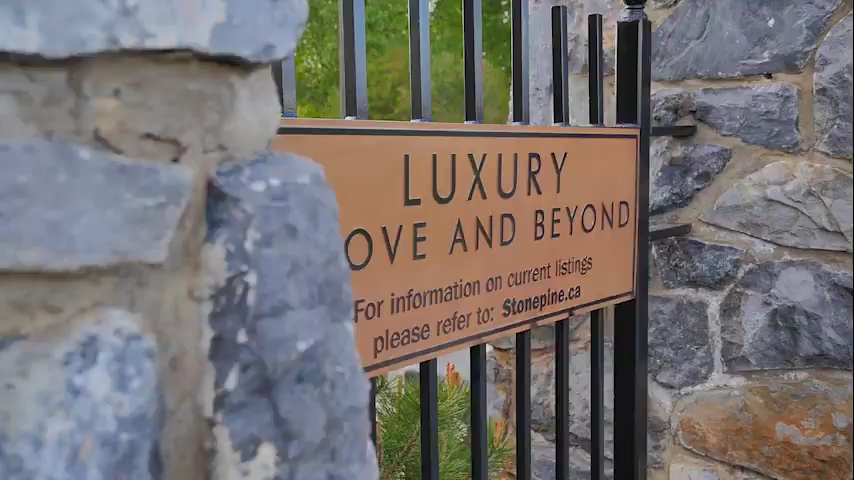 LUXURY
OVE AND BEYOND
For information on current listings
please refer to: Stonepine.ca